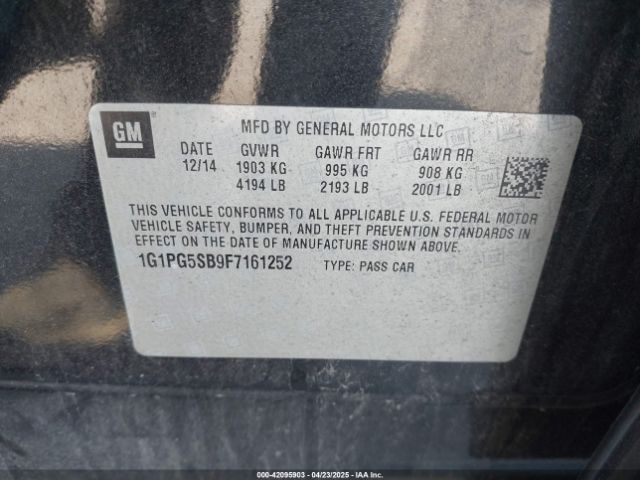 GM
MFD BY GENERAL MOTORS LLC
DATE GVWR GAWR FRT GAWR RR
12/14 1903 KG 995 KG 908 KG
4194 LB 2193 LB 2001 LB
THIS VEHICLE CONFORMS TO ALL APPLICABLE U.S. FEDERAL MOTOR
VEHICLE SAFETY, BUMPER, AND THEFT PREVENTION STANDARDS IN
EFFECT ON THE DATE OF MANUFACTURE SHOWN ABOVE.
1G1PG5SB9F7161252 TYPE: PASS CAR
000-42095903 - 04/23/2025 - IAA Inc.